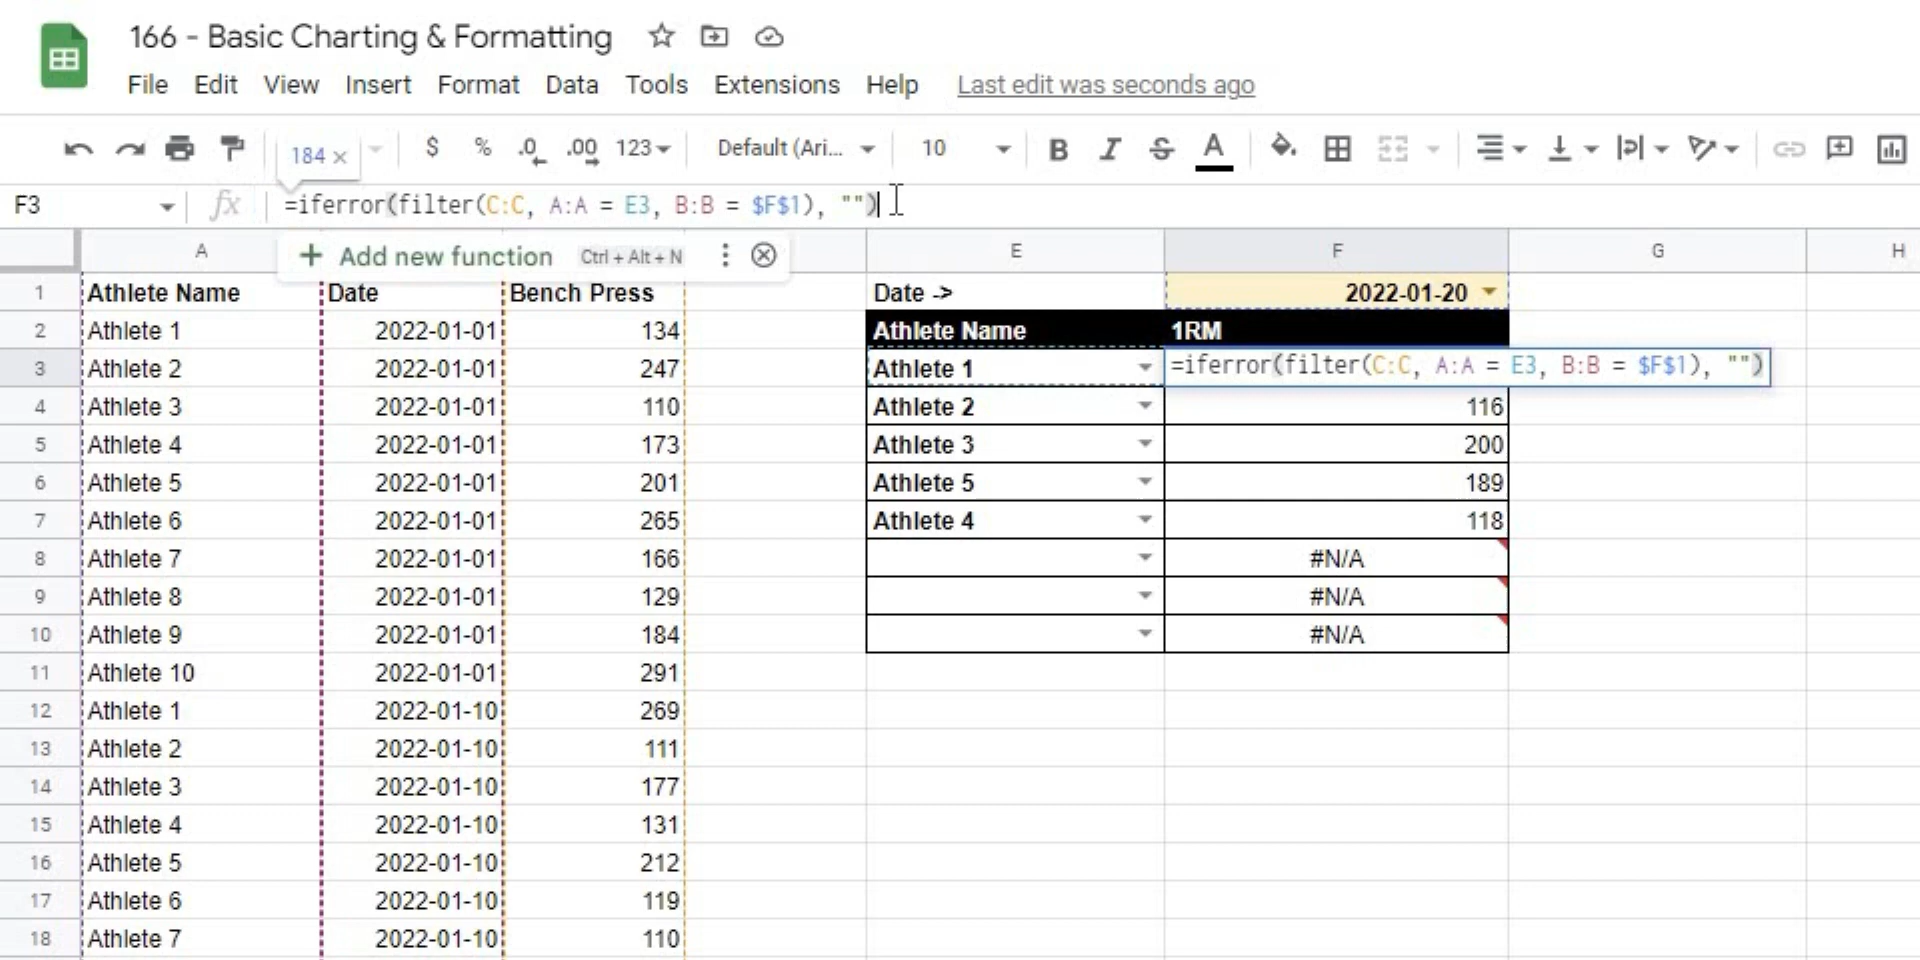 166 - Basic Charting & Formatting
File Edit View Insert Format Data Tools Extensions Help Last edit was seconds ago
184 × $ % .0 .00 123 Default (Ari... 10 B I S A
F3 fx =iferror(filter(C:C, A:A = E3, B:B = $F$1), "")
A E F G H
+ Add new function Ctrl + Alt + N
1 Athlete Name Date Bench Press Date -> 2022-01-20
2 Athlete 1 2022-01-01 134 Athlete Name 1RM
3 Athlete 2 2022-01-01 247 Athlete 1 =iferror(filter(C:C, A:A = E3, B:B = $F$1), "")
4 Athlete 3 2022-01-01 110 Athlete 2 116
5 Athlete 4 2022-01-01 173 Athlete 3 200
6 Athlete 5 2022-01-01 201 Athlete 5 189
7 Athlete 6 2022-01-01 265 Athlete 4 118
8 Athlete 7 2022-01-01 166 #N/A
9 Athlete 8 2022-01-01 129 #N/A
10 Athlete 9 2022-01-01 184 #N/A
11 Athlete 10 2022-01-01 291
12 Athlete 1 2022-01-10 269
13 Athlete 2 2022-01-10 111
14 Athlete 3 2022-01-10 177
15 Athlete 4 2022-01-10 131
16 Athlete 5 2022-01-10 212
17 Athlete 6 2022-01-10 119
18 Athlete 7 2022-01-10 110